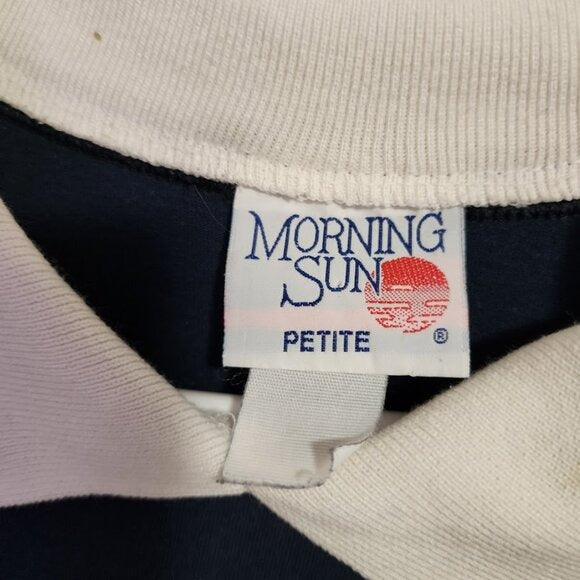 MORNING
SUN
PETITE
®